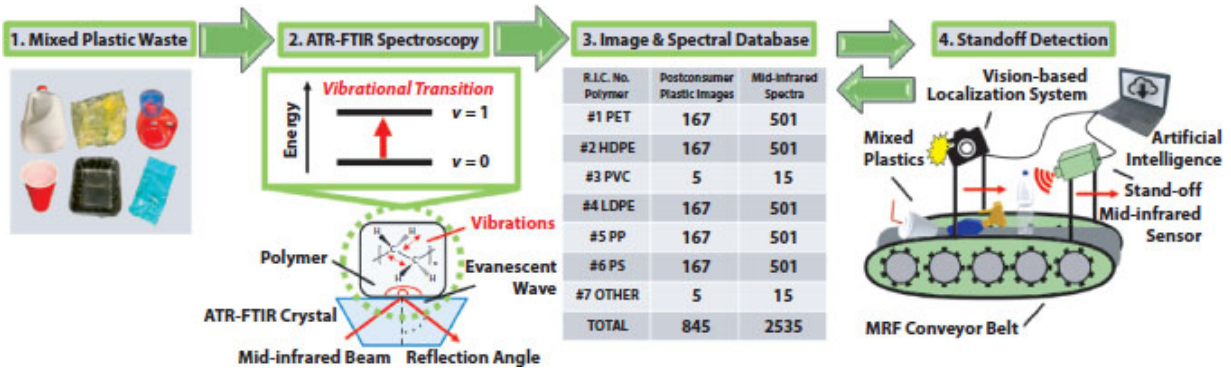 1. Mixed Plastic Waste
2. ATR-FTIR Spectroscopy
Vibrational Transition
Energy
v = 1
v = 0
H
H
C
C
H
H
n
Vibrations
Polymer
Evanescent
Wave
ATR-FTIR Crystal
Mid-infrared Beam
Reflection Angle
3. Image & Spectral Database
R.I.C. No. Polymer Postconsumer Plastic Images Mid-Infrared Spectra
#1 PET 167 501
#2 HDPE 167 501
#3 PVC 5 15
#4 LDPE 167 501
#5 PP 167 501
#6 PS 167 501
#7 OTHER 5 15
TOTAL 845 2535
4. Standoff Detection
Vision-based
Localization System
Mixed
Plastics
Artificial
Intelligence
Stand-off
Mid-infrared
Sensor
MRF Conveyor Belt